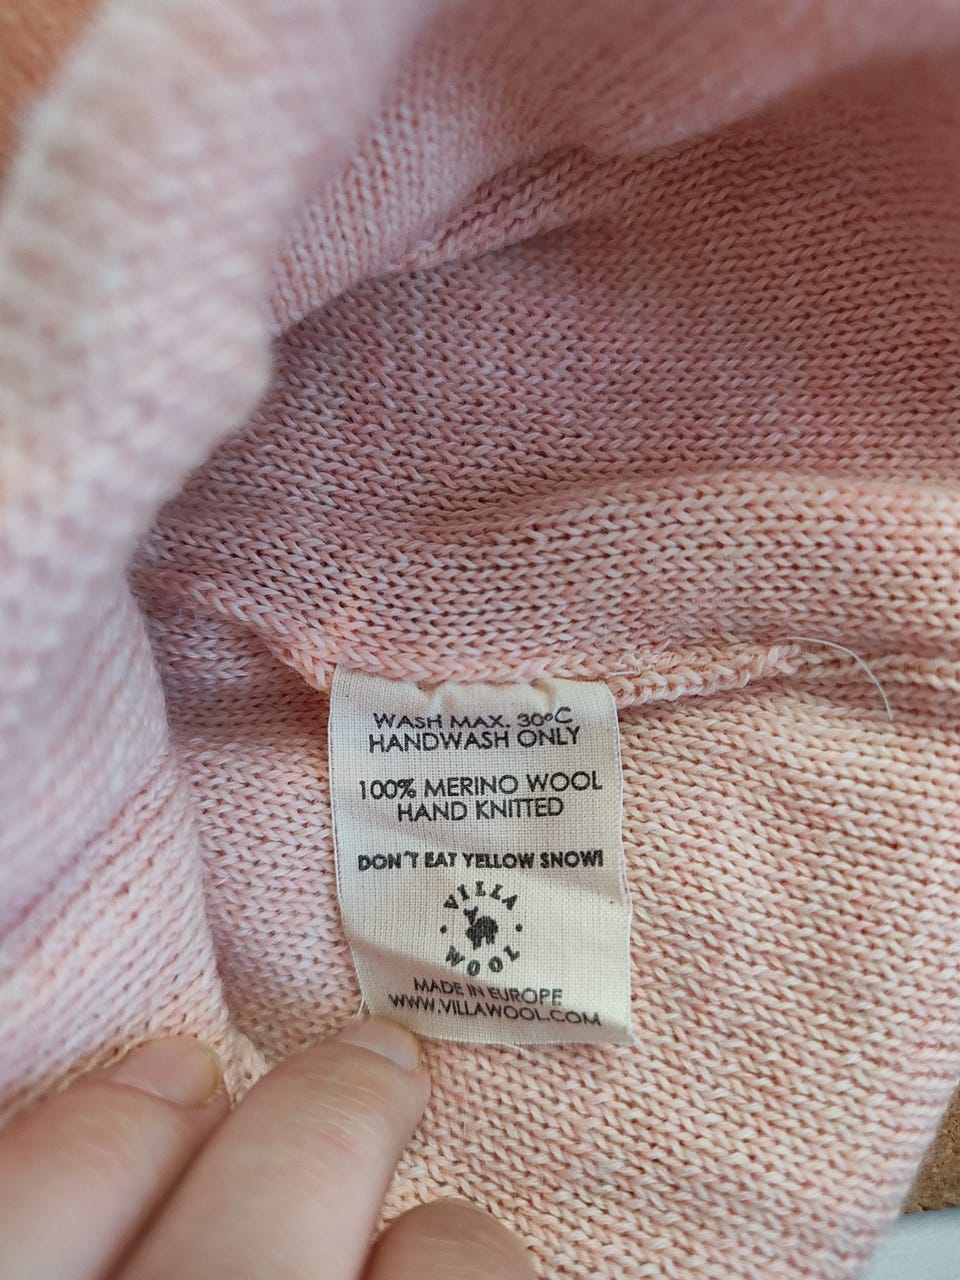 WASH MAX. 30ºC
HANDWASH ONLY
100% MERINO WOOL
HAND KNITTED
DON'T EAT YELLOW SNOW!
VILLA
WOOL
MADE IN EUROPE
WWW.VILLAWOOL.COM